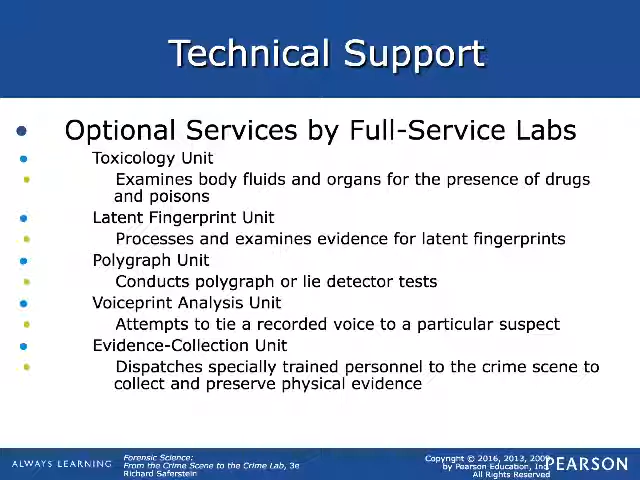 Technical Support
Optional Services by Full-Service Labs
Toxicology Unit
Examines body fluids and organs for the presence of drugs
and poisons
Latent Fingerprint Unit
Processes and examines evidence for latent fingerprints
Polygraph Unit
Conducts polygraph or lie detector tests
Voiceprint Analysis Unit
Attempts to tie a recorded voice to a particular suspect
Evidence-Collection Unit
Dispatches specially trained personnel to the crime scene to
collect and preserve physical evidence
ALWAYS LEARNING
Forensic Science:
From the Crime Scene to the Crime Lab, 3e
Richard Saferstein
Copyright © 2016, 2013, 2009
by Pearson Education, Inc.
All Rights Reserved
PEARSON